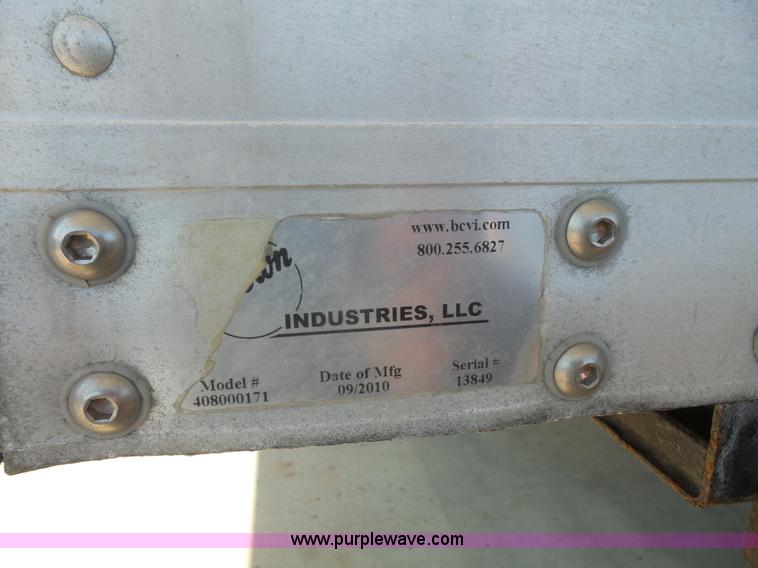 www.bcvi.com
800.255.6827
INDUSTRIES, LLC
Model #
408000171
Date of Mfg
09/2010
Serial #
13849
www.purplewave.com